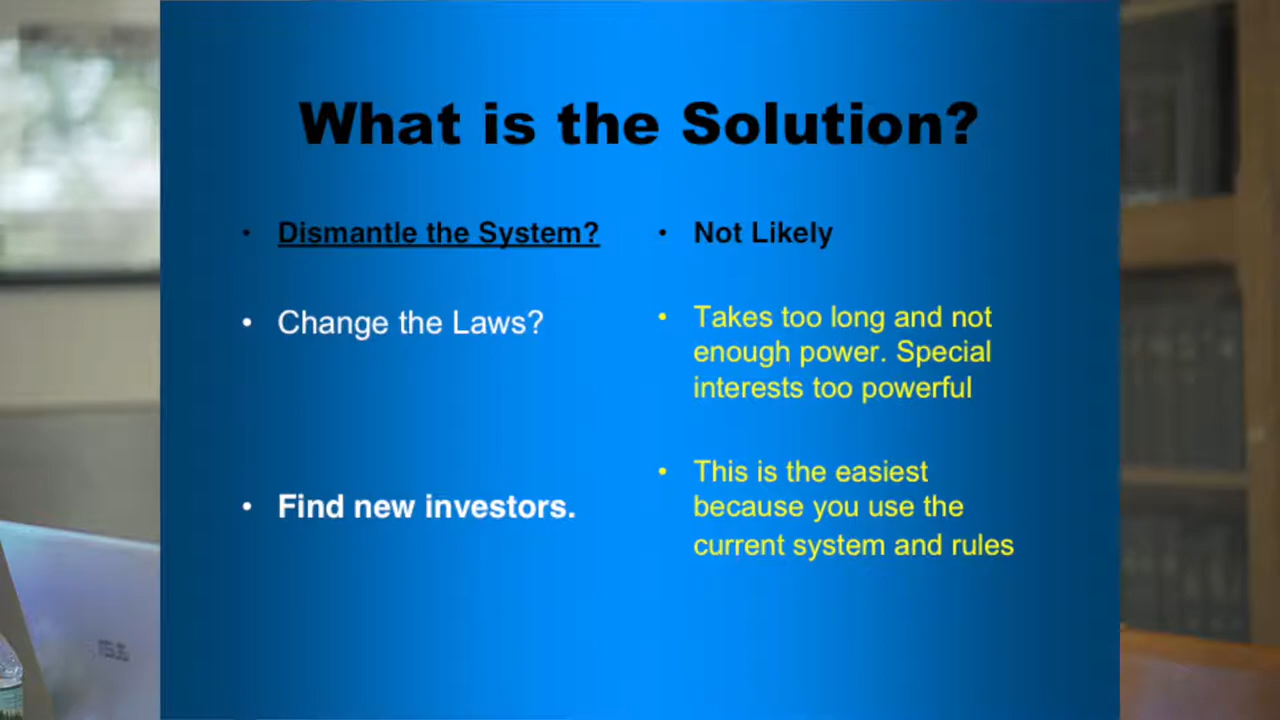 What is the Solution?
• Dismantle the System?
• Not Likely
• Change the Laws?
• Takes too long and not
enough power. Special
interests too powerful
• Find new investors.
• This is the easiest
because you use the
current system and rules